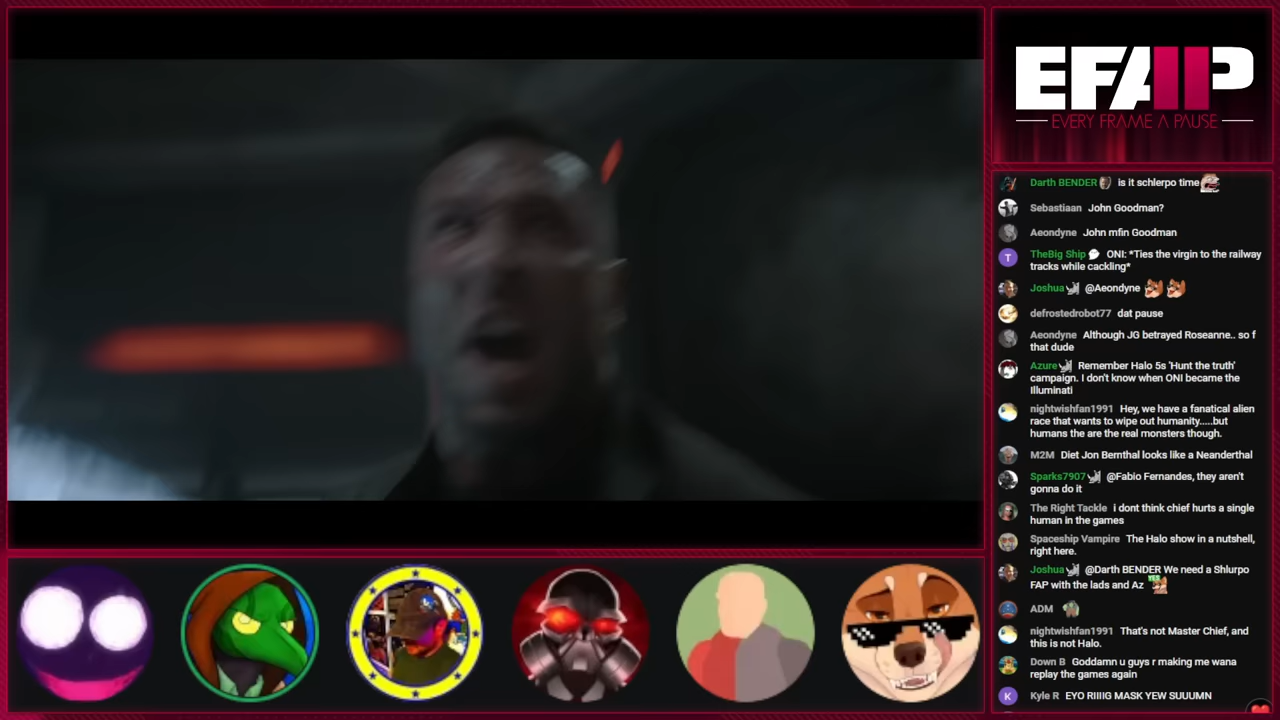 EFAP
EVERY FRAME A PAUSE
Darth BENDER is it schlerpo time
Sebastiaan John Goodman?
Aeondyne John mfin Goodman
T TheBig Ship ONI: *Ties the virgin to the railway
tracks while cackling*
Joshua @Aeondyne
defrostedrobot77 dat pause
Aeondyne Although JG betrayed Roseanne.. so f
that dude
Azure Remember Halo 5s 'Hunt the truth'
campaign. I don't know when ONI became the
Illuminati
nightwishfan1991 Hey, we have a fanatical alien
race that wants to wipe out humanity.....but
humans the are the real monsters though.
M2M Diet Jon Bernthal looks like a Neanderthal
Sparks7907 @Fabio Fernandes, they aren't
gonna do it
The Right Tackle i dont think chief hurts a single
human in the games
Spaceship Vampire The Halo show in a nutshell,
right here.
Joshua @Darth BENDER We need a Shlurpo
FAP with the lads and Az
ADM
nightwishfan1991 That's not Master Chief, and
this is not Halo.
Down B Goddamn u guys r making me wana
replay the games again
K Kyle R EYO RIIIIG MASK YEW SUUUMN